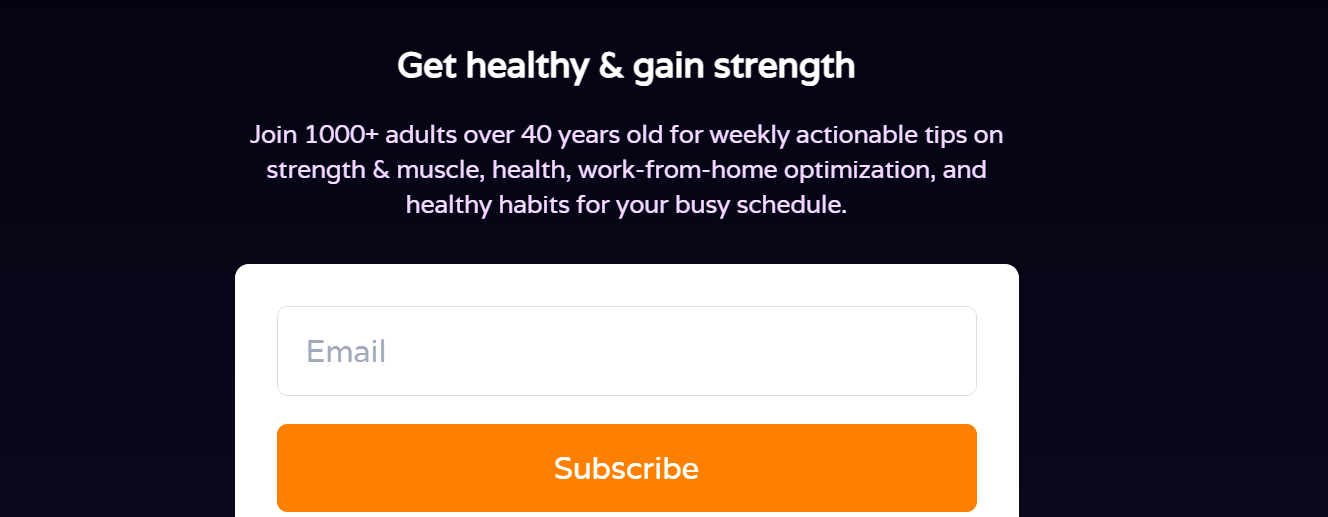 Get healthy & gain strength
Join 1000+ adults over 40 years old for weekly actionable tips on
strength & muscle, health, work-from-home optimization, and
healthy habits for your busy schedule.
Email
Subscribe